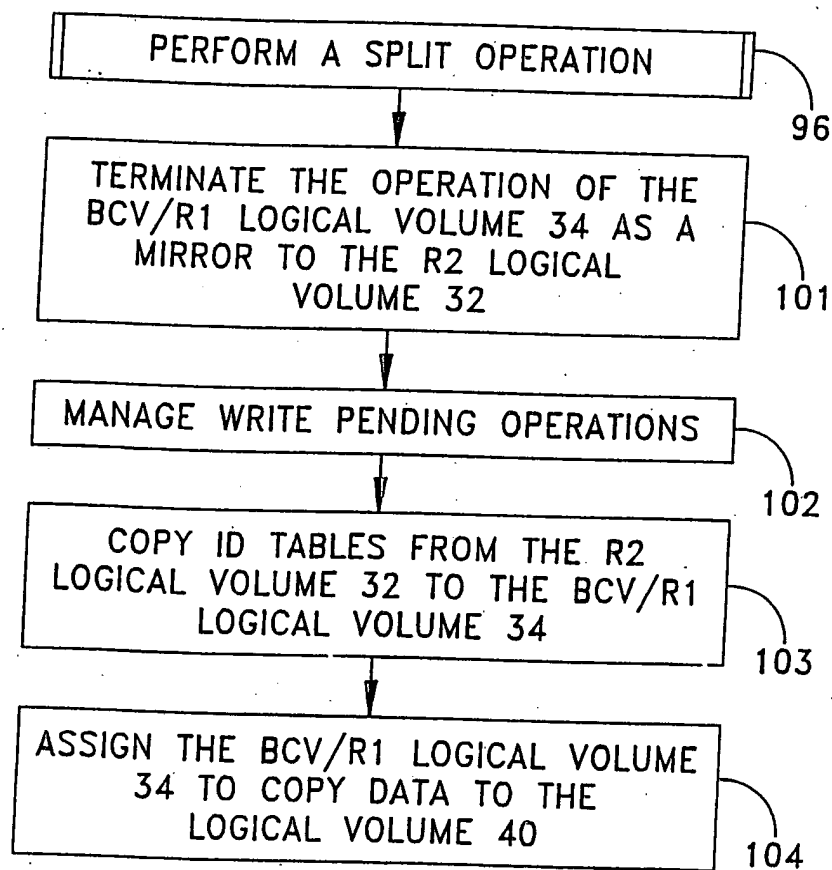 PERFORM A SPLIT OPERATION
96
TERMINATE THE OPERATION OF THE
BCV/R1 LOGICAL VOLUME 34 AS A
MIRROR TO THE R2 LOGICAL
VOLUME 32
101
MANAGE WRITE PENDING OPERATIONS
102
COPY ID TABLES FROM THE R2
LOGICAL VOLUME 32 TO THE BCV/R1
LOGICAL VOLUME 34
103
ASSIGN THE BCV/R1 LOGICAL VOLUME
34 TO COPY DATA TO THE
LOGICAL VOLUME 40
104